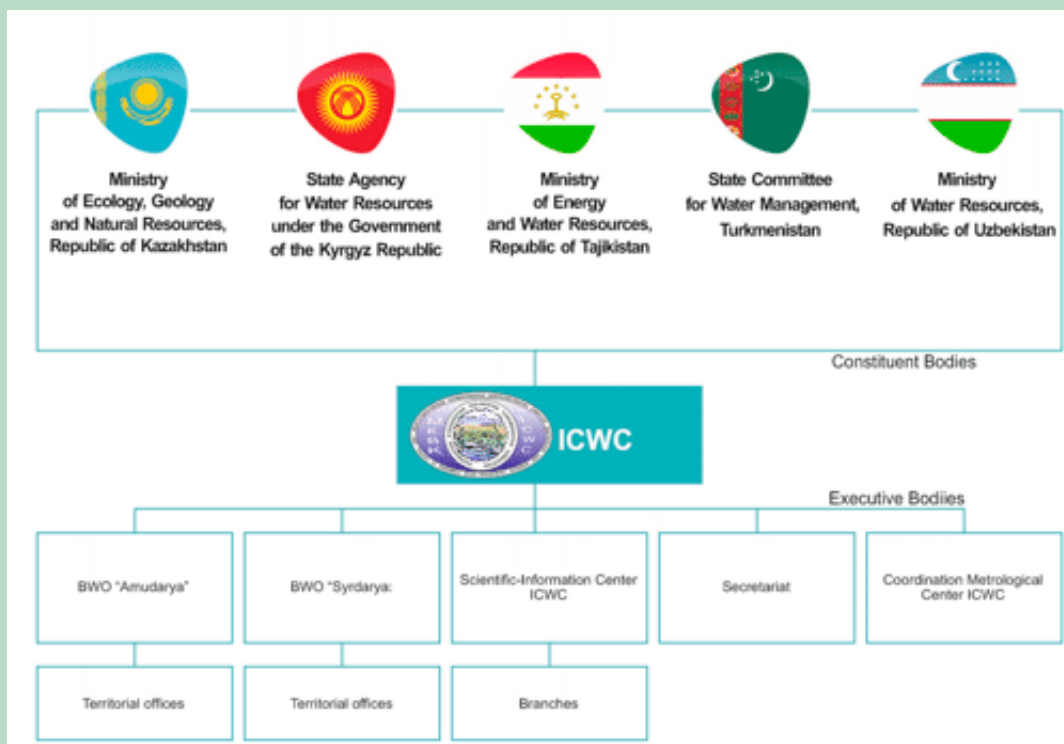 Ministry
of Ecology, Geology
and Natural Resources,
Republic of Kazakhstan
State Agency
for Water Resources
under the Government
of the Kyrgyz Republic
Ministry
of Energy
and Water Resources,
Republic of Tajikistan
State Committee
for Water Management,
Turkmenistan
Ministry
of Water Resources,
Republic of Uzbekistan
Constituent Bodies
ICWC
Executive Bodiies
BWO “Amudarya”
BWO “Syrdarya:
Scientific-Information Center
ICWC
Secretariat
Coordination Metrological
Center ICWC
Territorial offices
Territorial offices
Branches